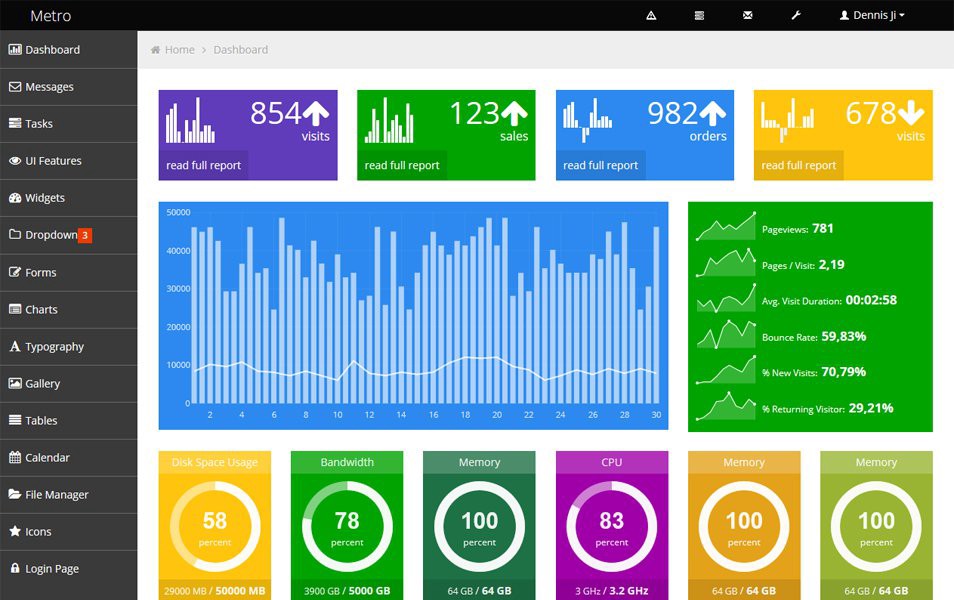 Metro
Dennis Ji
Dashboard
Messages
Tasks
UI Features
Widgets
Dropdown 3
Forms
Charts
Typography
Gallery
Tables
Calendar
File Manager
Icons
Login Page
Home > Dashboard
854
visits
read full report
123
sales
read full report
982
orders
read full report
678
visits
read full report
50000
40000
30000
20000
10000
0
2 4 6 8 10 12 14 16 18 20 22 24 26 28 30
Pageviews: 781
Pages / Visit: 2,19
Avg. Visit Duration: 00:02:58
Bounce Rate: 59,83%
% New Visits: 70,79%
% Returning Visitor: 29,21%
Disk Space Usage
58
percent
29000 MB / 50000 MB
Bandwidth
78
percent
3900 GB / 5000 GB
Memory
100
percent
64 GB / 64 GB
CPU
83
percent
3 GHz / 3.2 GHz
Memory
100
percent
64 GB / 64 GB
Memory
100
percent
64 GB / 64 GB